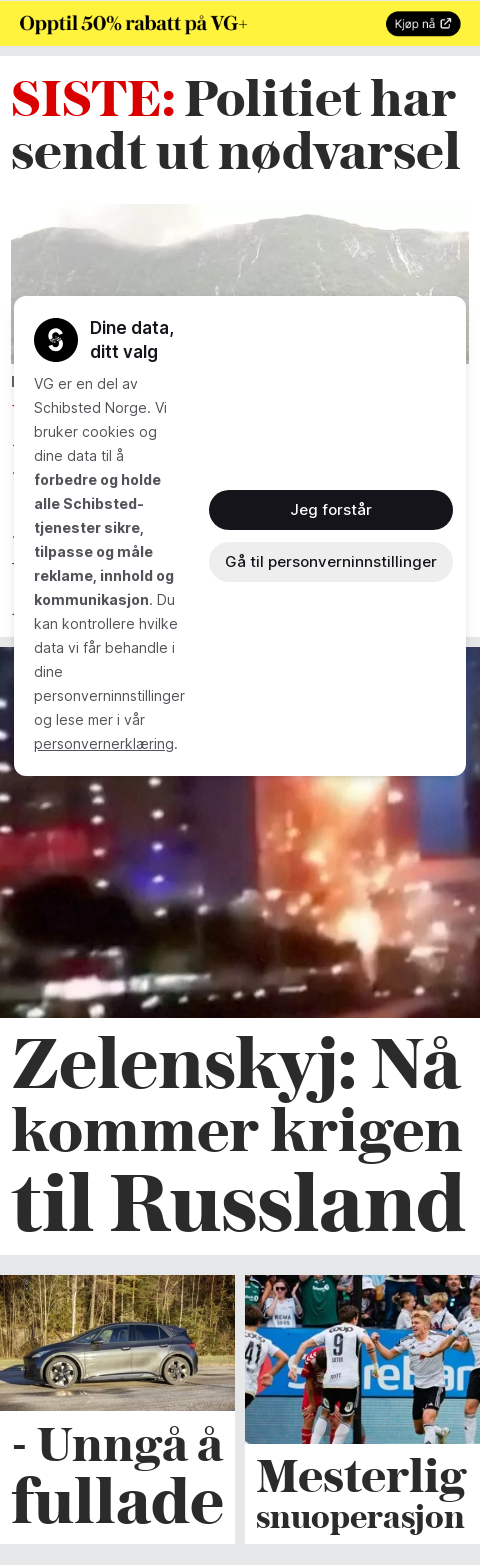 Opptil 50% rabatt på VG+
Kjøp nå
SISTE: Politiet har
sendt ut nødvarsel
Dine data,
ditt valg
VG er en del av
Schibsted Norge. Vi
bruker cookies og
dine data til å
forbedre og holde
alle Schibsted-
tjenester sikre,
tilpasse og måle
reklame, innhold og
kommunikasjon. Du
kan kontrollere hvilke
data vi får behandle i
dine
personverninnstillinger
og lese mer i vår
personvernerklæring.
Jeg forstår
Gå til personverninnstillinger
Zelenskyj: Nå
kommer krigen
til Russland
- Unngå å
fullade
41
coop
9
Mesterlig
snuoperasjon